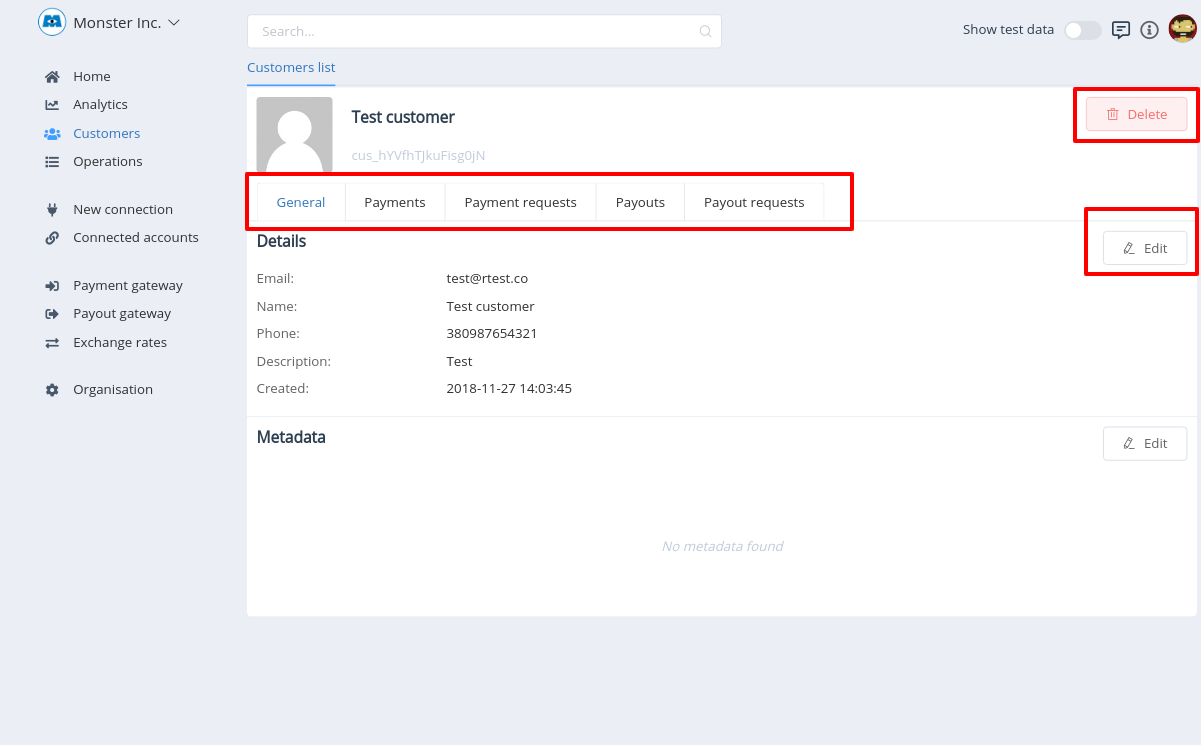 Monster Inc.
Search...
Show test data
Home
Analytics
Customers
Operations
New connection
Connected accounts
Payment gateway
Payout gateway
Exchange rates
Organisation
Customers list
Test customer
cus_hYVfhTJkuFisg0jN
Delete
General Payments Payment requests Payouts Payout requests
Details
Edit
Email: test@rtest.co
Name: Test customer
Phone: 380987654321
Description: Test
Created: 2018-11-27 14:03:45
Metadata
Edit
No metadata found